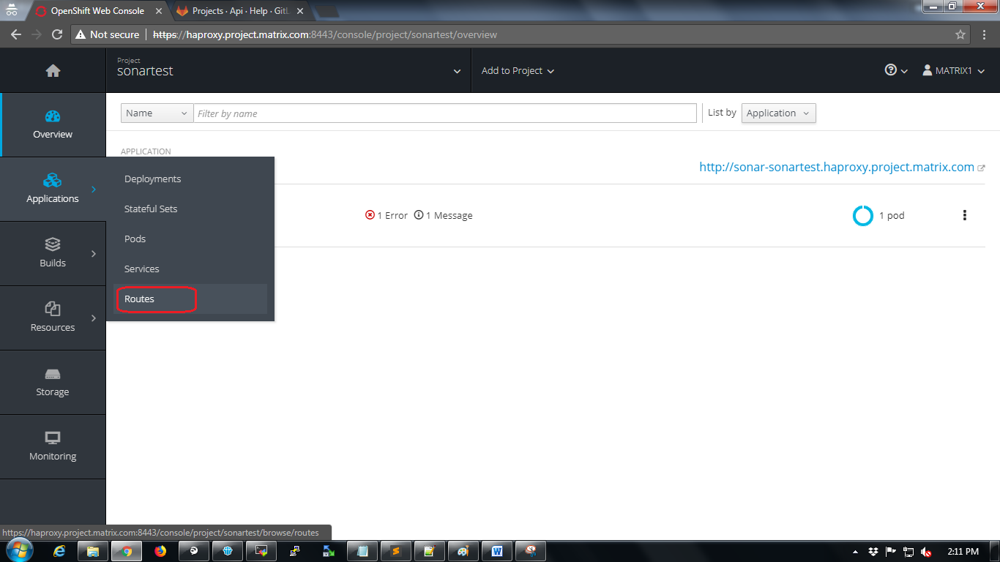 OpenShift Web Console
Projects · Api · Help · GitL
Not secure https://haproxy.project.matrix.com:8443/console/project/sonartest/overview
Project
sonartest
Add to Project
MATRIX1
Name
Filter by name
List by
Application
Overview
APPLICATION
http://sonar-sonartest.haproxy.project.matrix.com
Applications
Deployments
Stateful Sets
Pods
Services
Routes
1 Error
1 Message
1 pod
Builds
Resources
Storage
Monitoring
https://haproxy.project.matrix.com:8443/console/project/sonartest/browse/routes
2:11 PM